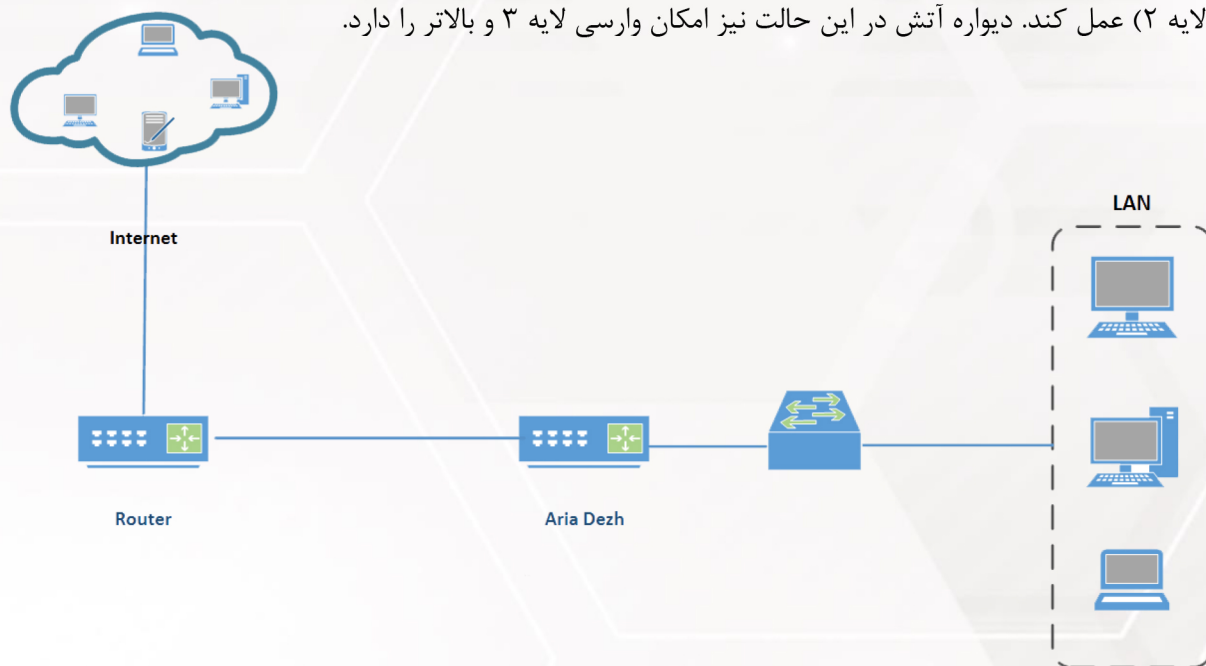 لایه ۲) عمل کند. دیواره آتش در این حالت نیز امکان وارسی لایه ۳ و بالاتر را دارد.
Internet
LAN
Router
Aria Dezh